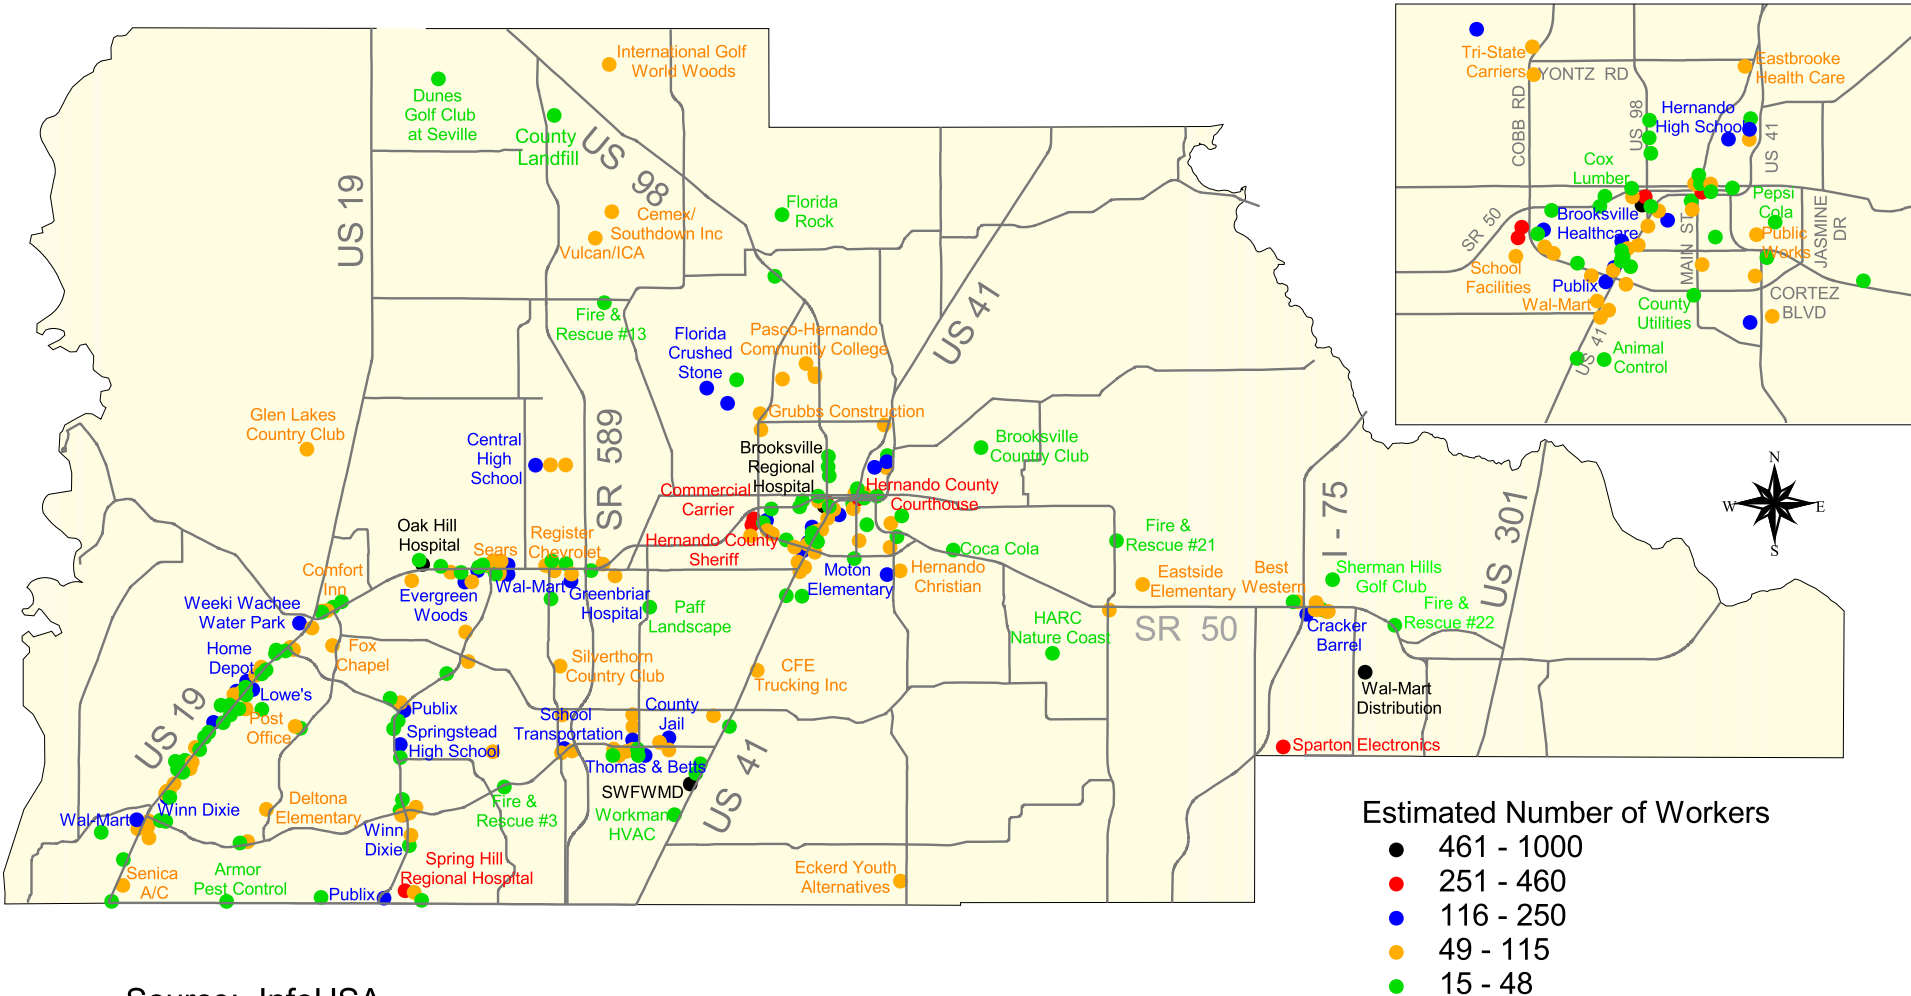 International Golf
World Woods
Dunes
Golf Club
at Seville
County
Landfill
US 98
US 19
Florida
Rock
Cemex/
Southdown Inc
Vulcan/ICA
Fire &
Rescue #13
Florida
Crushed
Stone
Pasco-Hernando
Community College
US 41
Glen Lakes
Country Club
Grubbs Construction
Central
High
School
SR 589
Brooksville
Regional
Hospital
Brooksville
Country Club
Commercial
Carrier
Hernando County
Courthouse
Oak Hill
Hospital
Sears
Register
Chevrolet
Hernando County
Sheriff
Coca Cola
Fire &
Rescue #21
I - 75
US 301
Comfort
Inn
Evergreen
Woods
Wal-Mart
Greenbriar
Hospital
Moton
Elementary
Hernando
Christian
Eastside
Elementary
Best
Western
Sherman Hills
Golf Club
Weeki Wachee
Water Park
Paff
Landscape
HARC
Nature Coast
SR 50
Fire &
Rescue #22
Cracker
Barrel
Home
Depot
Fox
Chapel
Silverthorn
Country Club
CFE
Trucking Inc
Wal-Mart
Distribution
Lowe's
US 19
Post
Office
Publix
Springstead
High School
School
Transportation
County
Jail
Sparton Electronics
Thomas & Betts
SWFWMD
US 41
Workman
HVAC
Wal-Mart
Winn Dixie
Deltona
Elementary
Fire &
Rescue #3
Winn
Dixie
Senica
A/C
Armor
Pest Control
Spring Hill
Regional Hospital
Publix
Eckerd Youth
Alternatives
Tri-State
Carriers
YONTZ RD
Eastbrooke
Health Care
COBB RD
US 98
Hernando
High School
US 41
Cox
Lumber
Pepsi
Cola
SR 50
Brooksville
Healthcare
MAIN ST
Public
Works
JASMINE
DR
School
Facilities
Publix
Wal-Mart
County
Utilities
CORTEZ
BLVD
US 41
Animal
Control
N
W
E
S
Estimated Number of Workers
461 - 1000
251 - 460
116 - 250
49 - 115
15 - 48
Source: InfoUSA